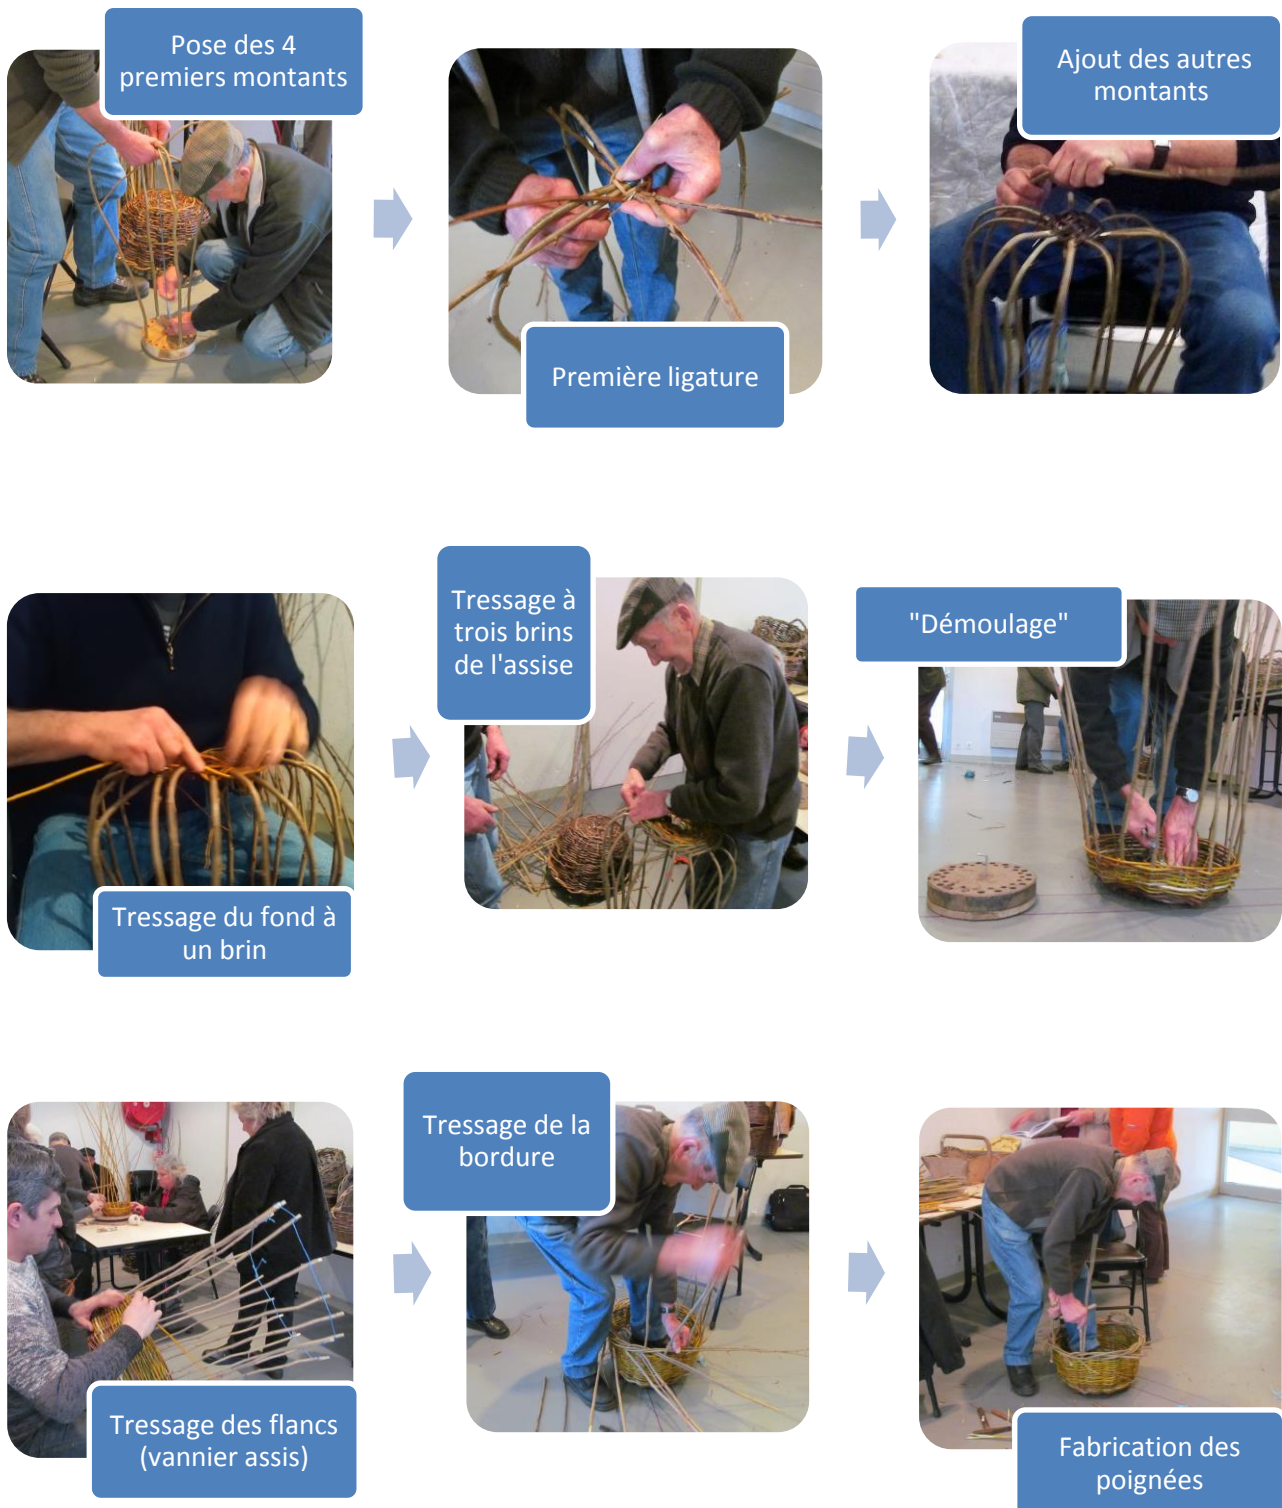 Pose des 4
premiers montants
Première ligature
Ajout des autres
montants
Tressage du fond à
un brin
Tressage à
trois brins
de l'assise
"Démoulage"
Tressage des flancs
(vannier assis)
Tressage de la
bordure
Fabrication des
poignées